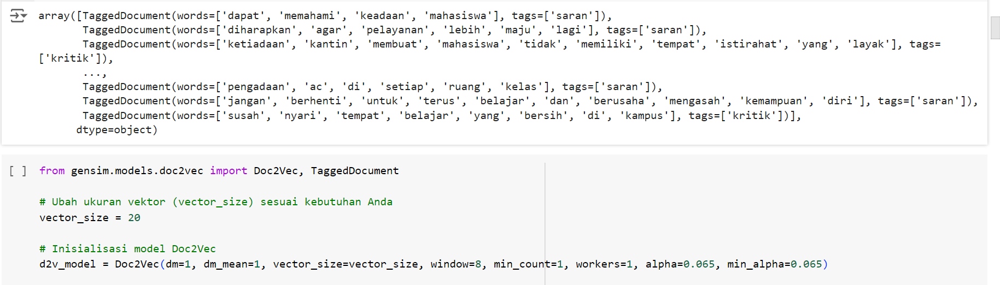 array([TaggedDocument(words=['dapat', 'memahami', 'keadaan', 'mahasiswa'], tags=['saran']),
TaggedDocument(words=['diharapkan', 'agar', 'pelayanan', 'lebih', 'maju', 'lagi'], tags=['saran']),
TaggedDocument(words=['ketiadaan', 'kantin', 'membuat', 'mahasiswa', 'tidak', 'memiliki', 'tempat', 'istirahat', 'yang', 'layak'], tags=
['kritik']),
...,
TaggedDocument(words=['pengadaan', 'ac', 'di', 'setiap', 'ruang', 'kelas'], tags=['saran']),
TaggedDocument(words=['jangan', 'berhenti', 'untuk', 'terus', 'belajar', 'dan', 'berusaha', 'mengasah', 'kemampuan', 'diri'], tags=['saran']),
TaggedDocument(words=['susah', 'nyari', 'tempat', 'belajar', 'yang', 'bersih', 'di', 'kampus'], tags=['kritik'])],
dtype=object)
[ ] from gensim.models.doc2vec import Doc2Vec, TaggedDocument
# Ubah ukuran vektor (vector_size) sesuai kebutuhan Anda
vector_size = 20
# Inisialisasi model Doc2Vec
d2v_model = Doc2Vec(dm=1, dm_mean=1, vector_size=vector_size, window=8, min_count=1, workers=1, alpha=0.065, min_alpha=0.065)